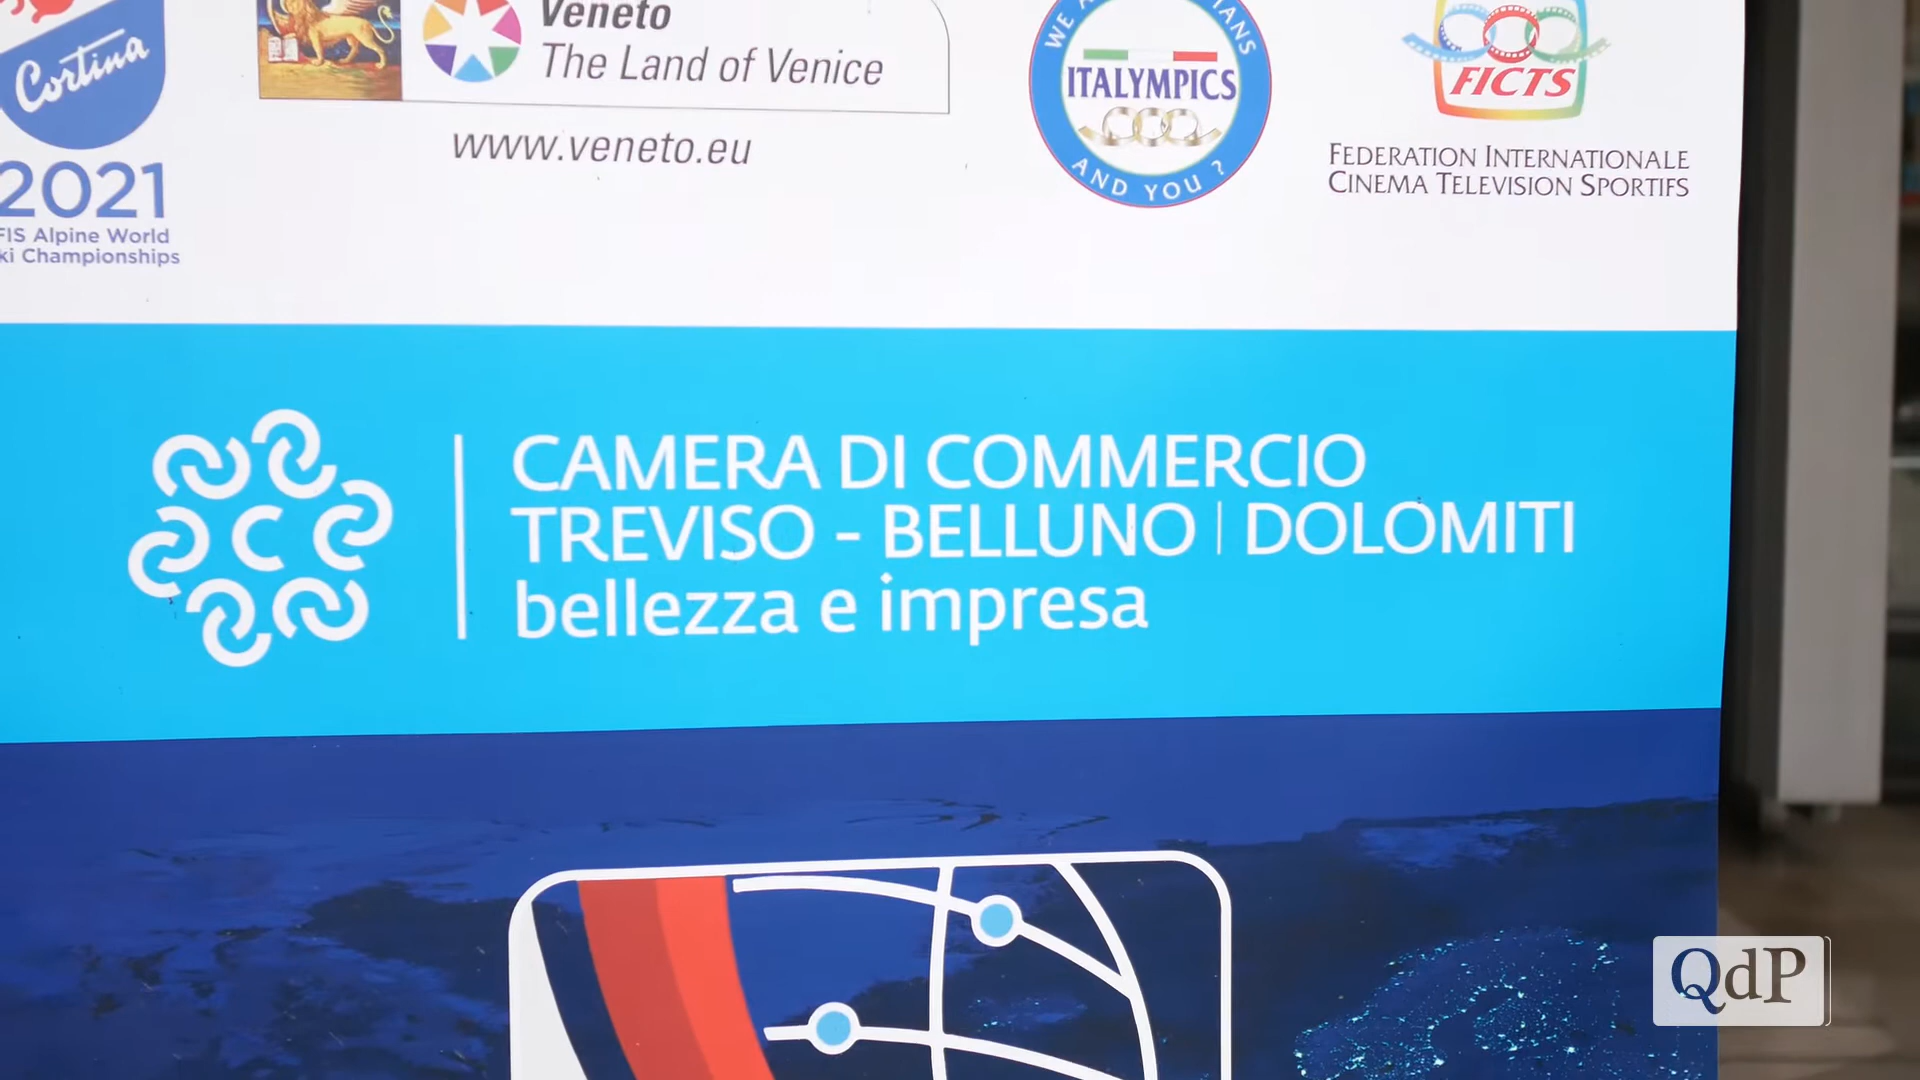 Cortina
2021
FIS Alpine World
Ski Championships
Veneto
The Land of Venice
www.veneto.eu
ITALYMPICS
AND YOU ?
FICTS
FEDERATION INTERNATIONALE
CINEMA TELEVISION SPORTIFS
CAMERA DI COMMERCIO
TREVISO - BELLUNO | DOLOMITI
bellezza e impresa
QdP